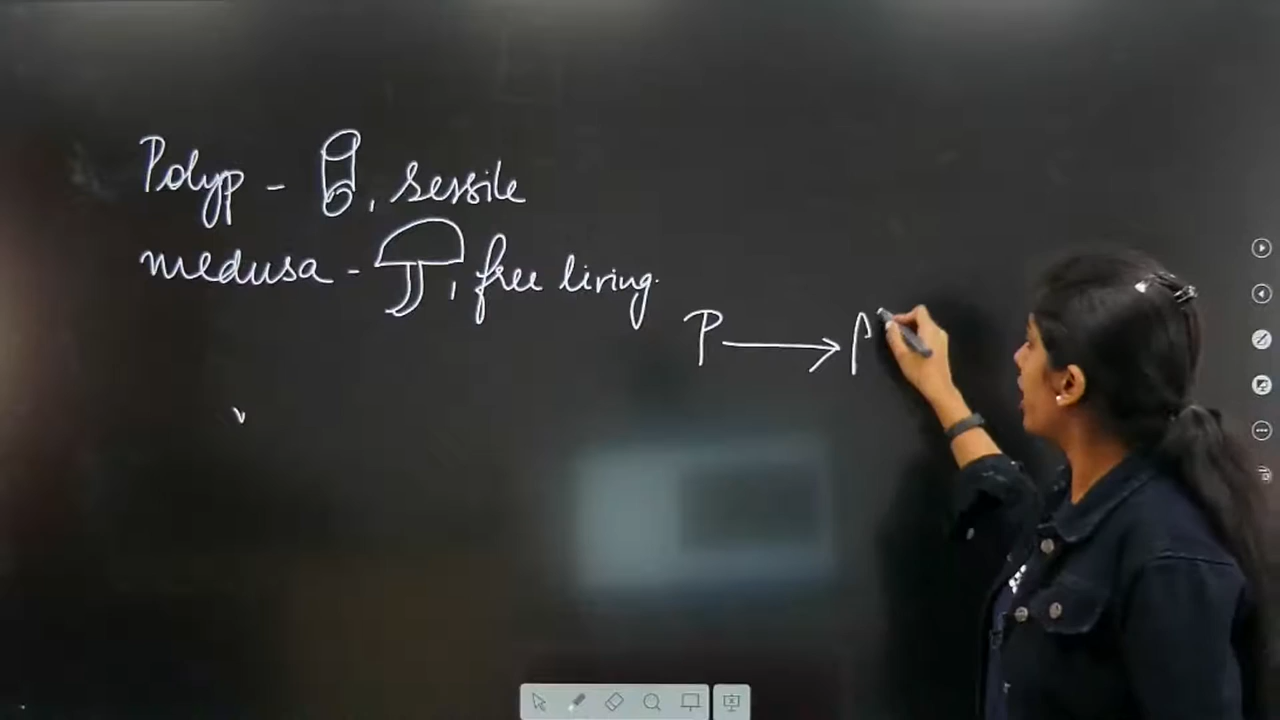 Polyp - , sessile
medusa - , free living.
P →